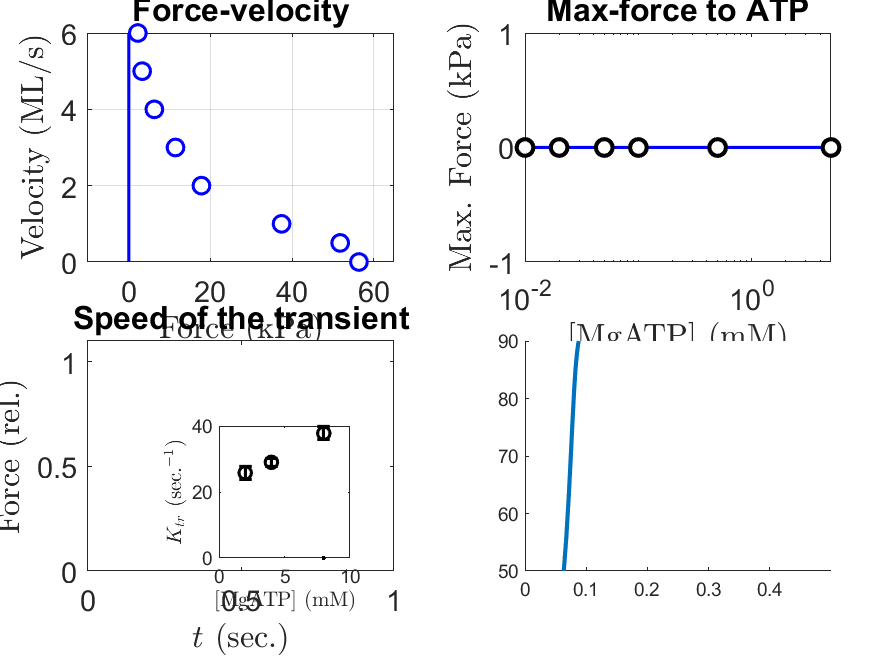 Force-velocity
Velocity (ML/s)
6
4
2
0
0 20 40 60
Force (kPa)
Max-force to ATP
Max. Force (kPa)
1
0
-1
10^-2 10^0
[MgATP] (mM)
Speed of the transient
Force (rel.)
1
0.5
0
0 0.5 1
t (sec.)
K_tr (sec.^-1)
40
20
0
0 5 10
[MgATP] (mM)
90
80
70
60
50
0 0.1 0.2 0.3 0.4